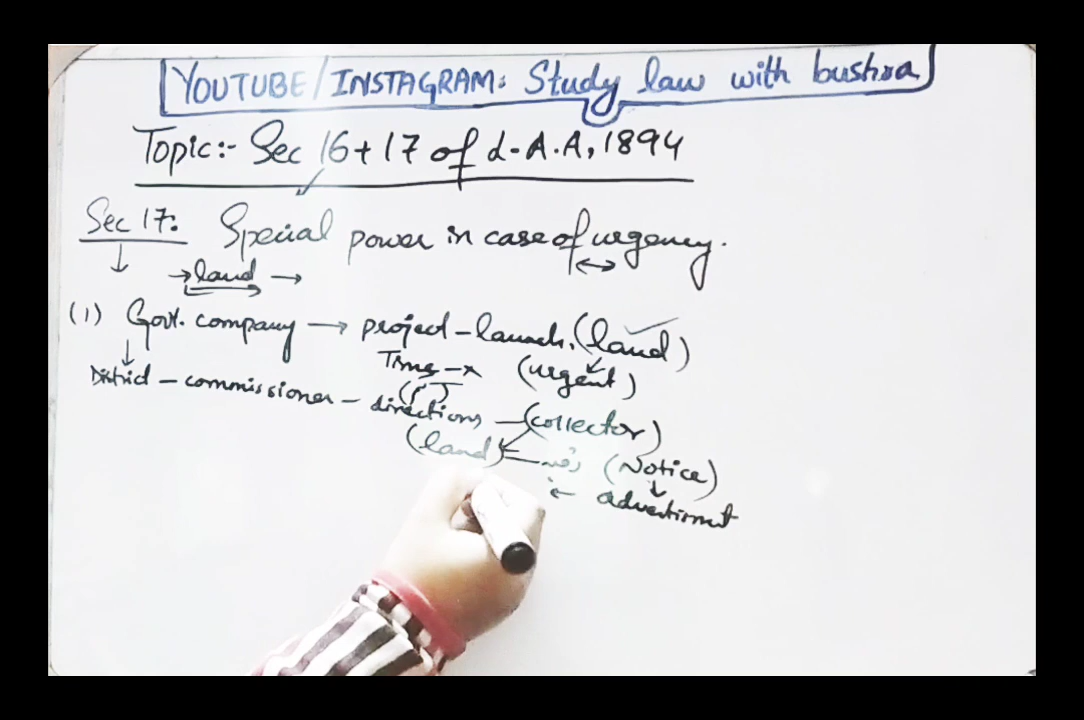 YOUTUBE/INSTAGRAM: Study law with bushra
Topic:- Sec 16+17 of L.A.A, 1894
Sec 17: Special power in case of urgency.
→ land →
(1) Govt. company → project - launch. (land)
Time - x (urgent)
District - commissioner - directions - (collector)
(land) (Notice)
← advertisment